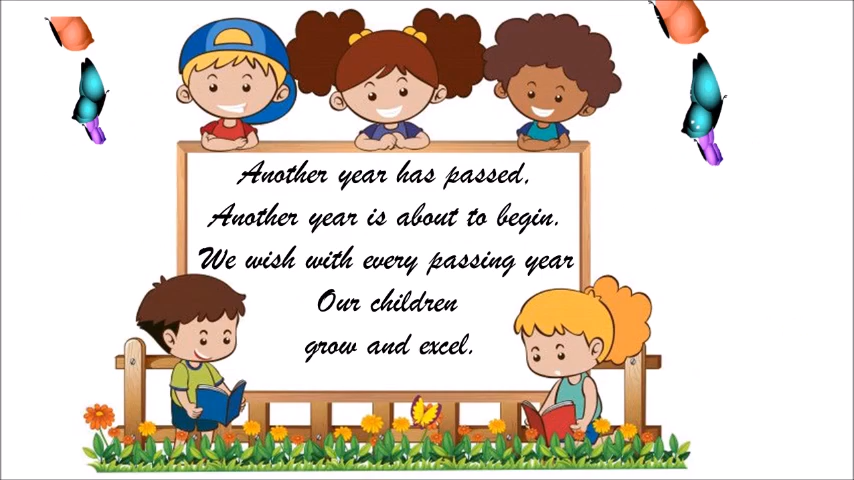 Another year has passed,
Another year is about to begin.
We wish with every passing year
Our children
grow and excel.